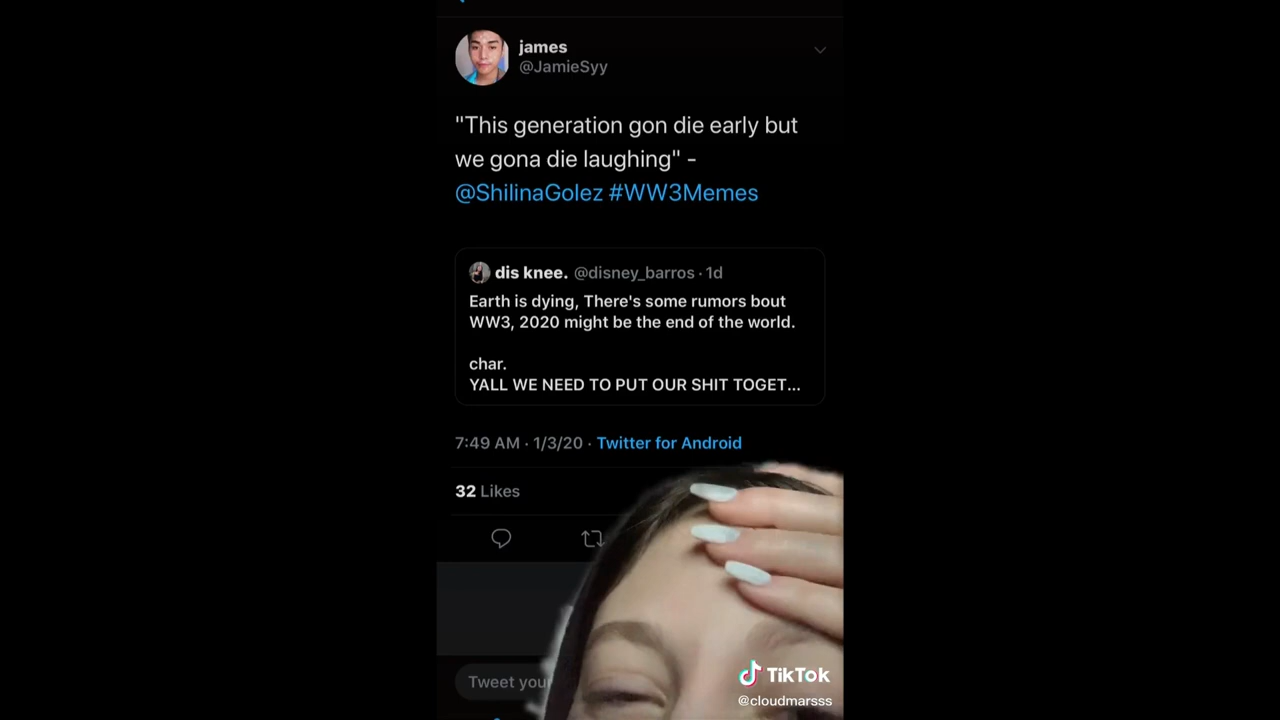 james
@JamieSyy
"This generation gon die early but
we gona die laughing" -
@ShilinaGolez #WW3Memes
dis knee. @disney_barros · 1d
Earth is dying, There's some rumors bout
WW3, 2020 might be the end of the world.
char.
YALL WE NEED TO PUT OUR SHIT TOGET...
7:49 AM · 1/3/20 · Twitter for Android
32 Likes
Tweet you
TikTok
@cloudmarsss